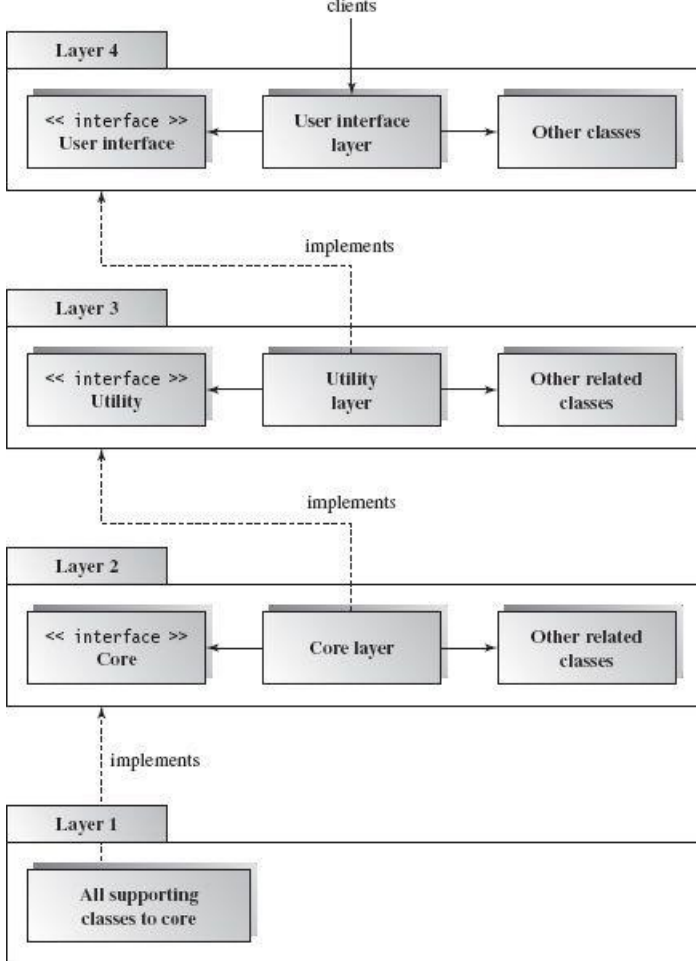 clients
Layer 4
<< interface >>
User interface
User interface
layer
Other classes
implements
Layer 3
<< interface >>
Utility
Utility
layer
Other related
classes
implements
Layer 2
<< interface >>
Core
Core layer
Other related
classes
implements
Layer 1
All supporting
classes to core